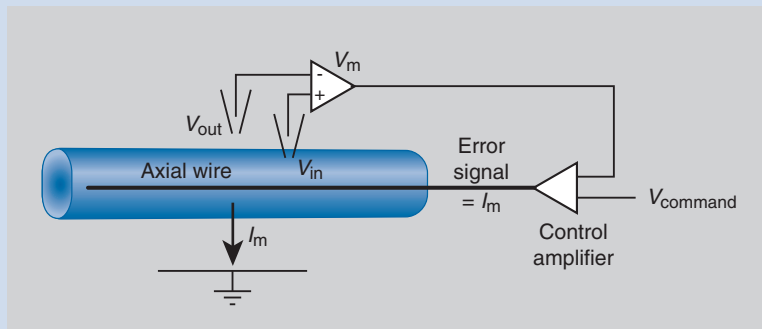 Vm
-
+
Vout
Vin
Axial wire
Error
signal
= Im
Vcommand
Control
amplifier
Im